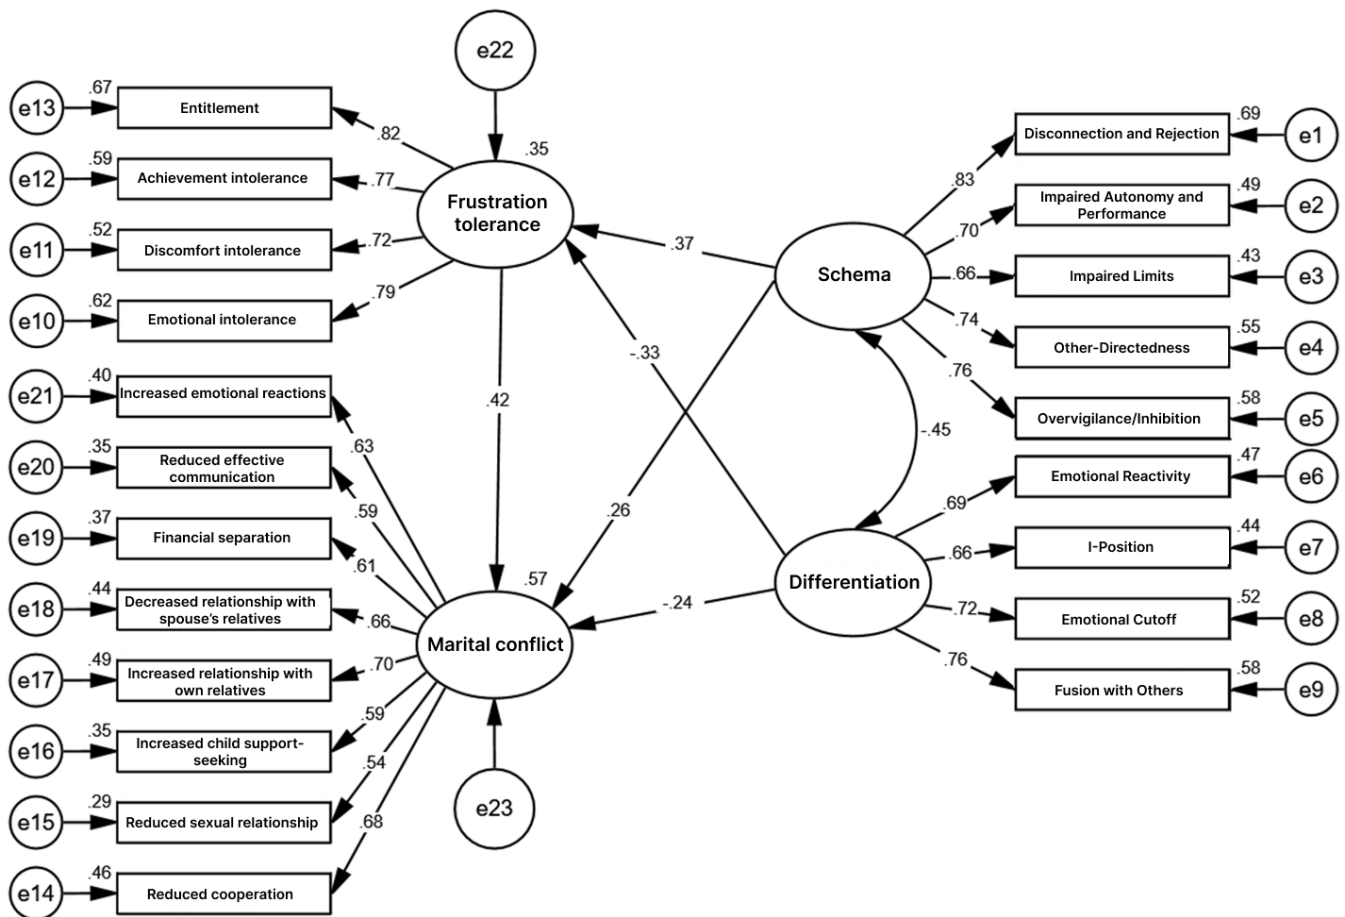 e22
e13
.67
Entitlement
.82
.35
e12
.59
Achievement intolerance
.77
Frustration
tolerance
e11
.52
Discomfort intolerance
.72
e10
.62
Emotional intolerance
.79
e21
.40
Increased emotional reactions
.63
e20
.35
Reduced effective
communication
.59
e19
.37
Financial separation
.61
e18
.44
Decreased relationship with
spouse's relatives
.66
e17
.49
Increased relationship with
own relatives
.70
e16
.35
Increased child support-
seeking
.59
e15
.29
Reduced sexual relationship
.54
e14
.46
Reduced cooperation
.68
.42
.57
Marital conflict
e23
.37
-.33
.26
-.24
-.45
Schema
Differentiation
.83
Disconnection and Rejection
.69
e1
.70
Impaired Autonomy and
Performance
.49
e2
.66
Impaired Limits
.43
e3
.74
Other-Directedness
.55
e4
.76
Overvigilance/Inhibition
.58
e5
.69
Emotional Reactivity
.47
e6
.66
I-Position
.44
e7
.72
Emotional Cutoff
.52
e8
.76
Fusion with Others
.58
e9